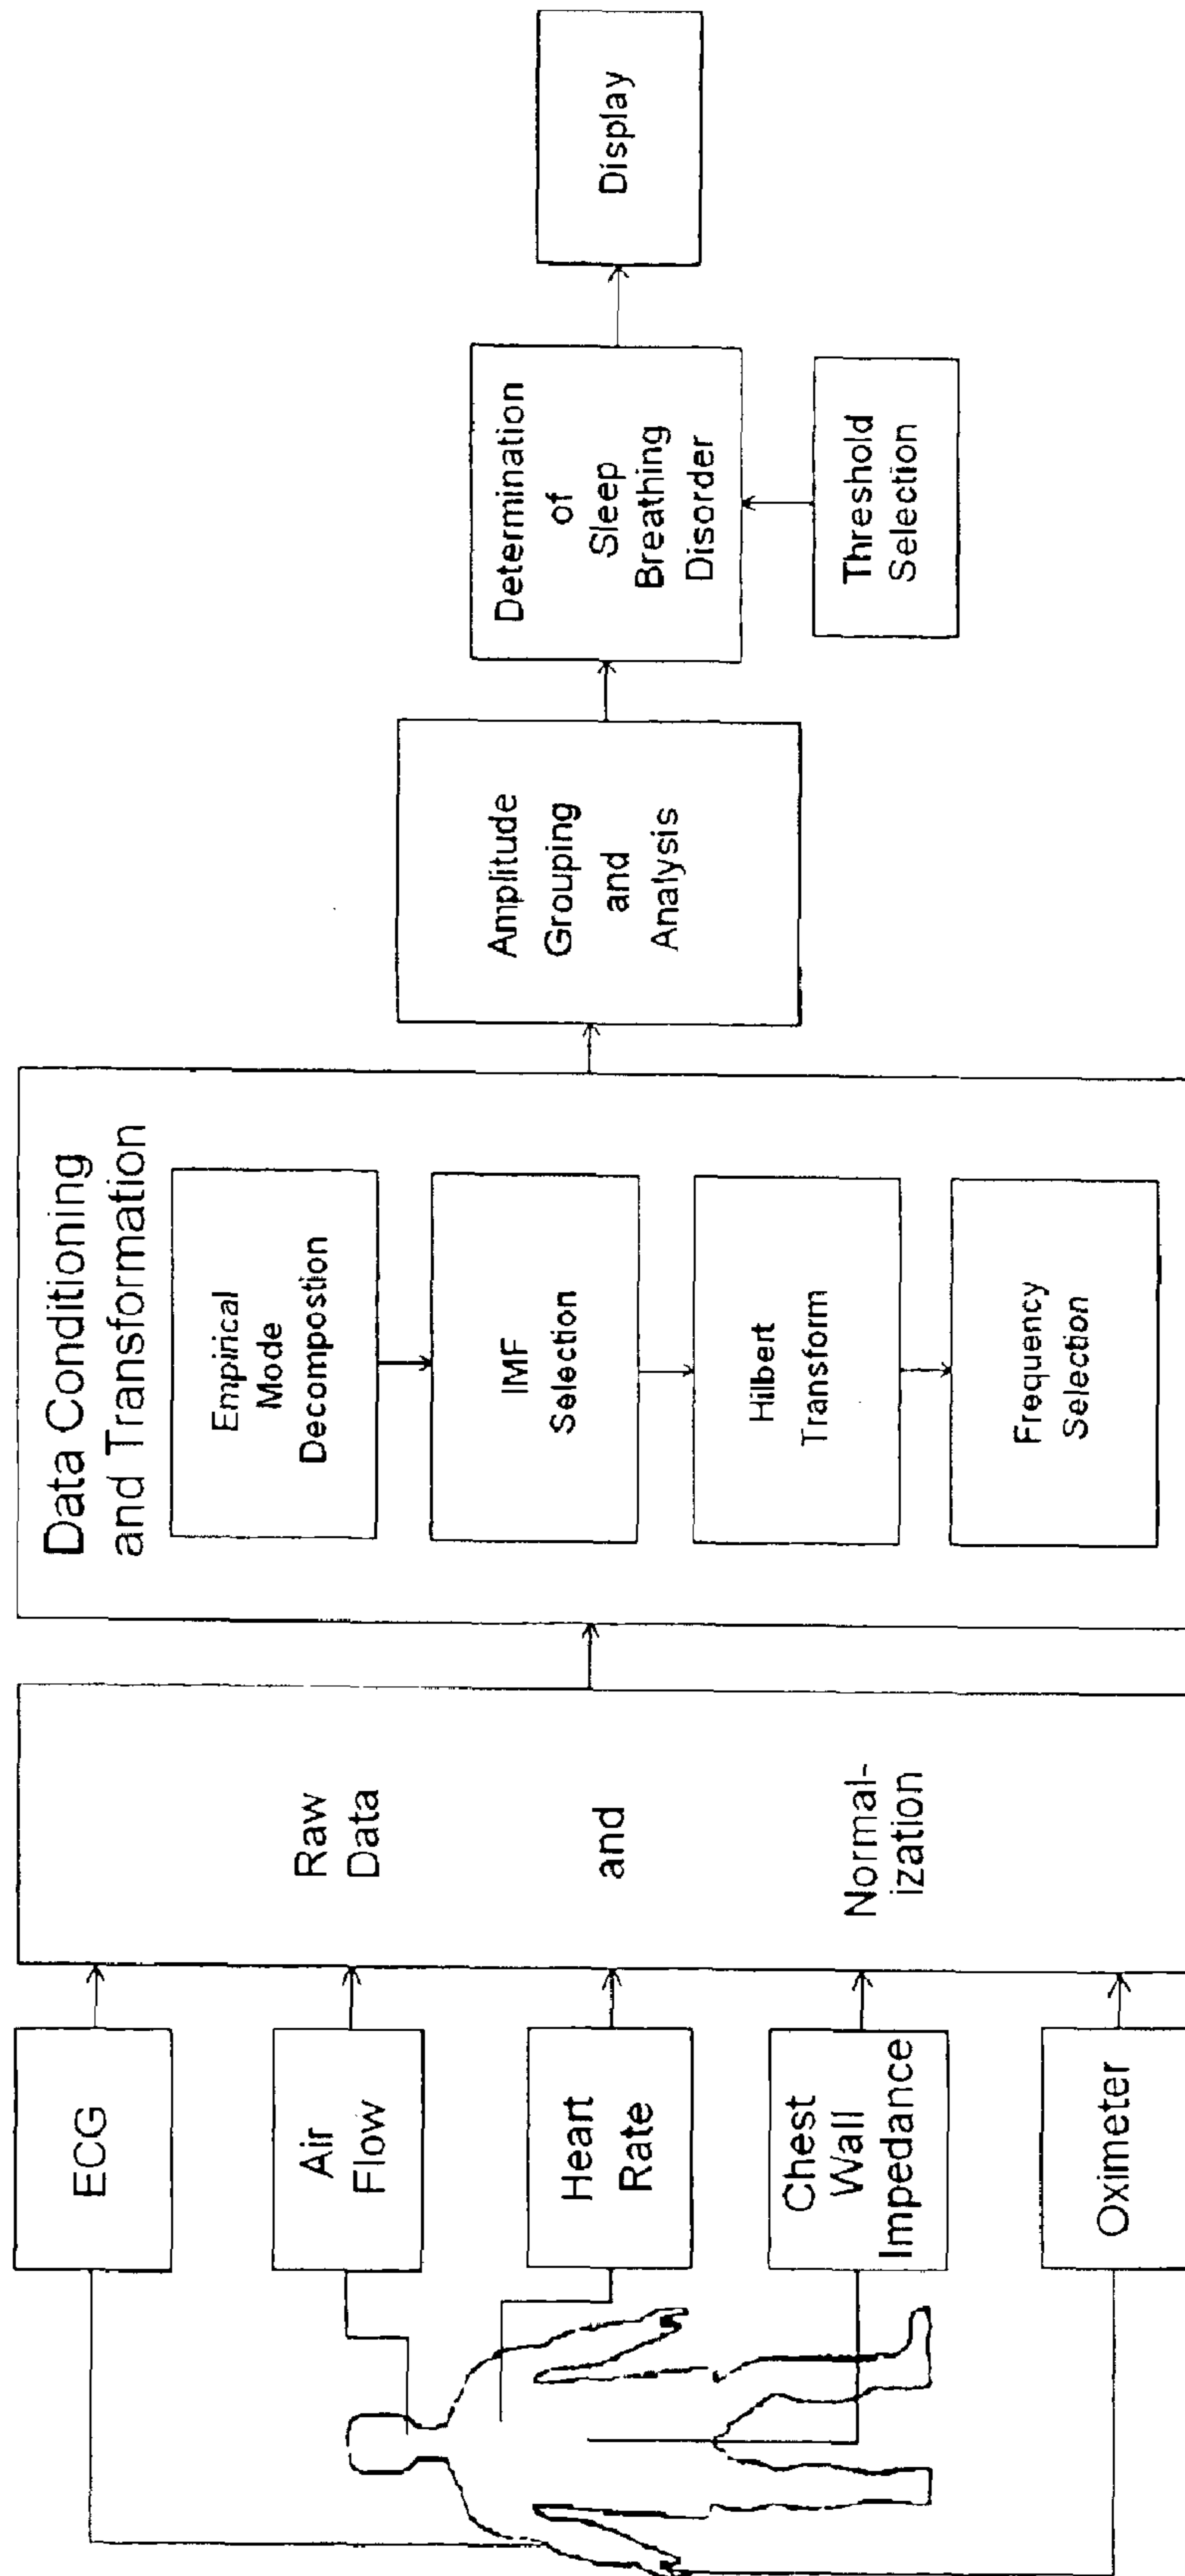 ECG
Air
Flow
Heart
Rate
Chest
Wall
Impedance
Oximeter
Raw
Data
and
Normal-
ization
Data Conditioning
and Transformation
Empirical
Mode
Decompostion
IMF
Selection
Hilbert
Transform
Frequency
Selection
Amplitude
Grouping
and
Analysis
Determination
of
Sleep
Breathing
Disorder
Threshold
Selection
Display